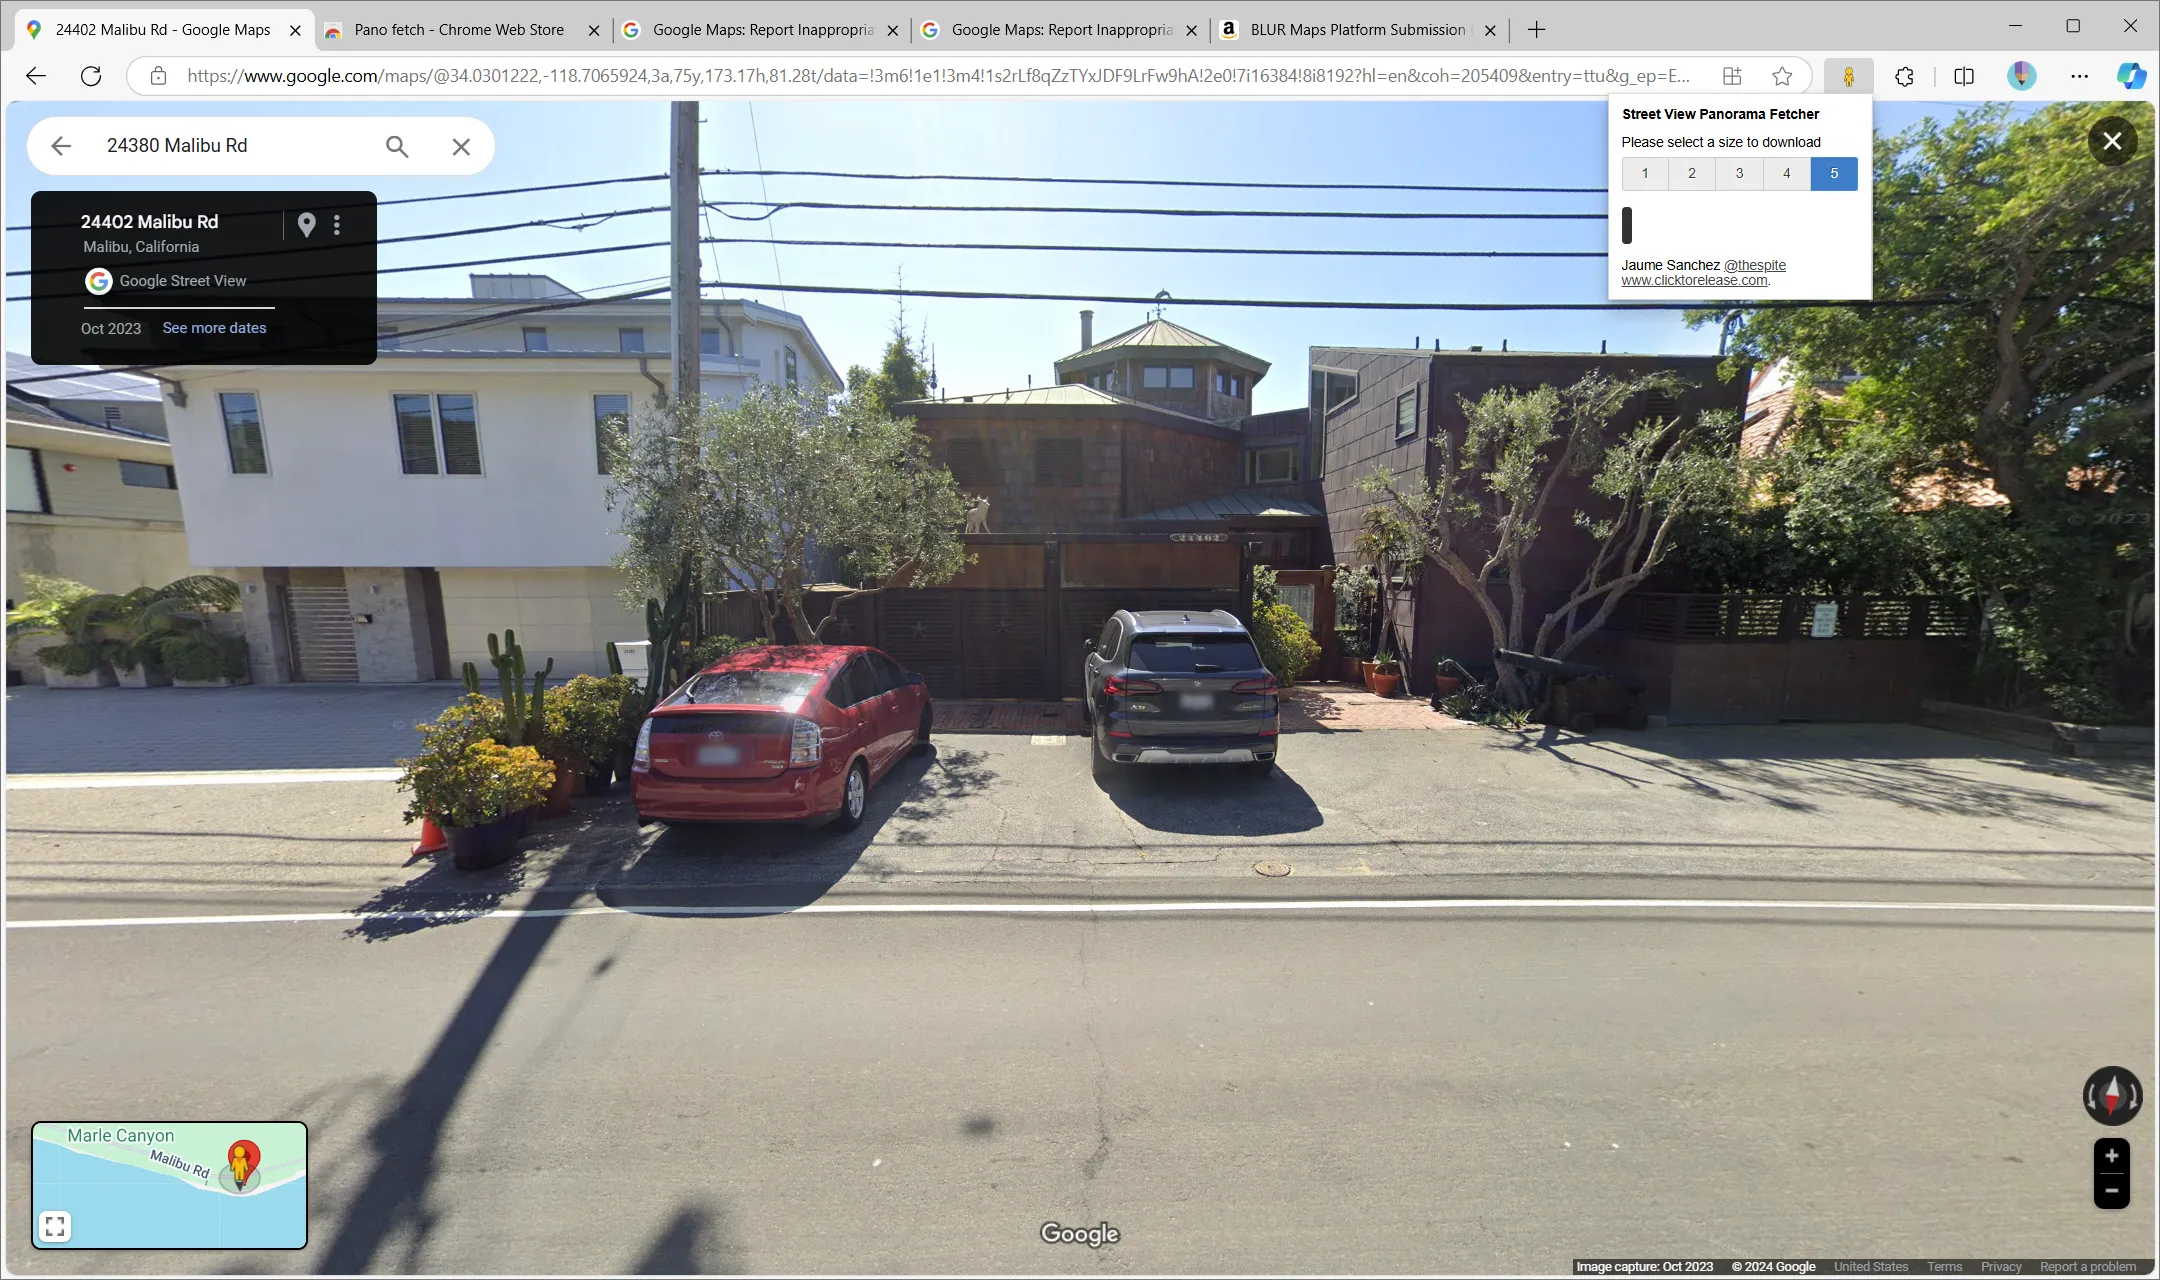 24402 Malibu Rd - Google Maps
Pano fetch - Chrome Web Store
Google Maps: Report Inappropria
Google Maps: Report Inappropria
BLUR Maps Platform Submission
https://www.google.com/maps/@34.0301222,-118.7065924,3a,75y,173.17h,81.28t/data=!3m6!1e1!3m4!1s2rLf8qZzTYxJDF9LrFw9hA!2e0!7i16384!8i8192?hl=en&coh=205409&entry=ttu&g_ep=E...
24380 Malibu Rd
Street View Panorama Fetcher
Please select a size to download
1 2 3 4 5
Jaume Sanchez @thespite
www.clicktorelease.com.
24402 Malibu Rd
Malibu, California
Google Street View
Oct 2023 See more dates
24402
Marle Canyon
Malibu Rd
Google
Image capture: Oct 2023 © 2024 Google United States Terms Privacy Report a problem